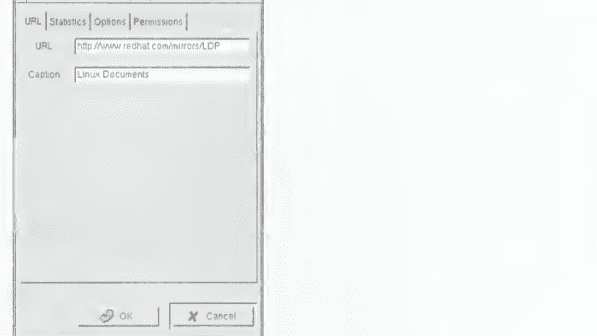 URL Statistics Options Permissions
URL http://www.redhat.com/mirrors/LDP
Caption Linux Documents
OK Cancel